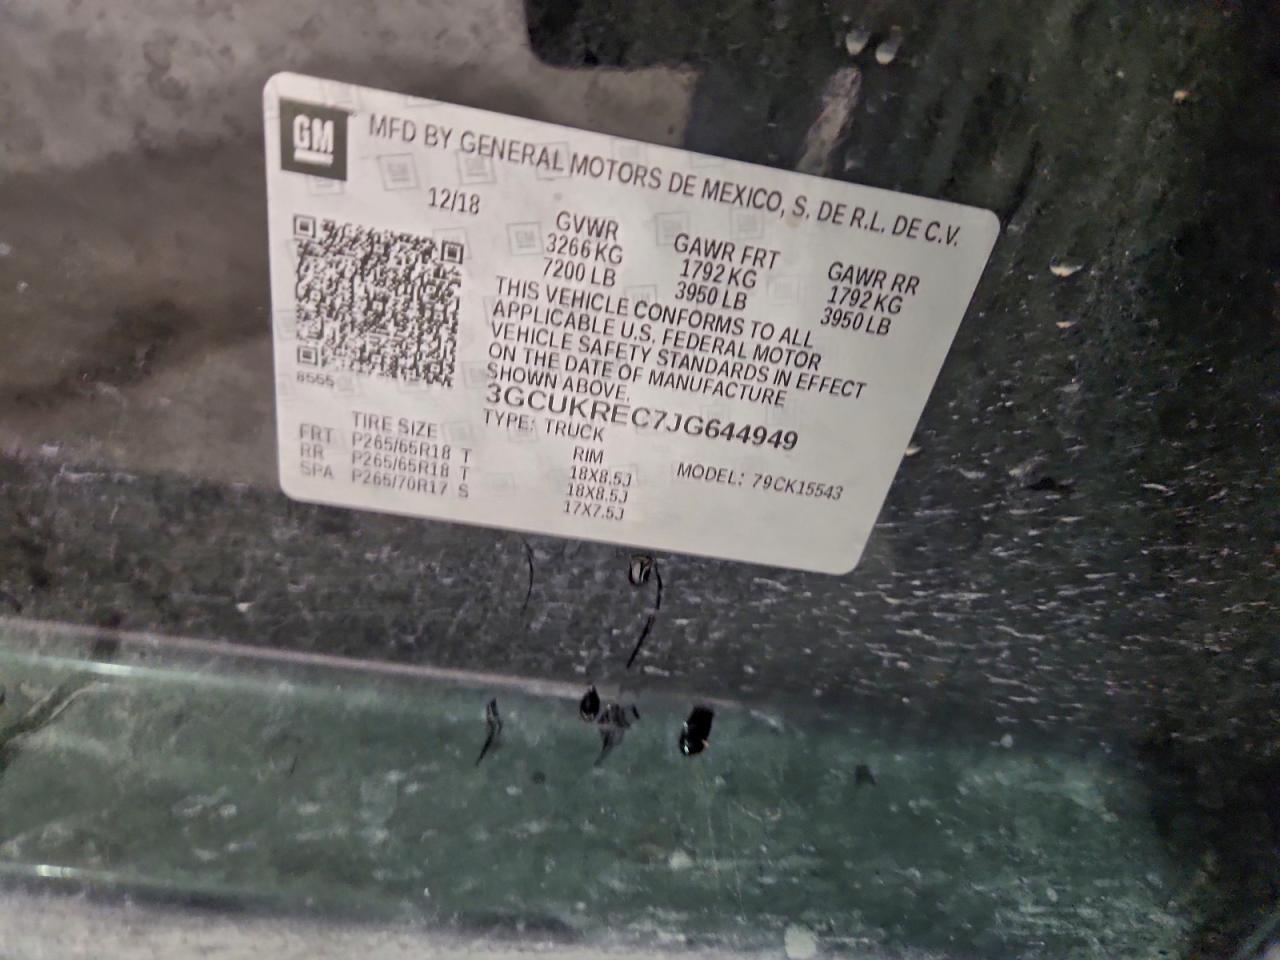 GM
MFD BY GENERAL MOTORS DE MEXICO, S. DE R.L. DE C.V.
12/18
GVWR GAWR FRT GAWR RR
3266 KG 1792 KG 1792 KG
7200 LB 3950 LB 3950 LB
THIS VEHICLE CONFORMS TO ALL
APPLICABLE U.S. FEDERAL MOTOR
VEHICLE SAFETY STANDARDS IN EFFECT
ON THE DATE OF MANUFACTURE
SHOWN ABOVE.
8555
3GCUKREC7JG644949
TYPE: TRUCK
TIRE SIZE RIM MODEL: 79CK15543
FRT P265/65R18 T 18X8.5J
RR P265/65R18 T 18X8.5J
SPA P265/70R17 S 17X7.5J